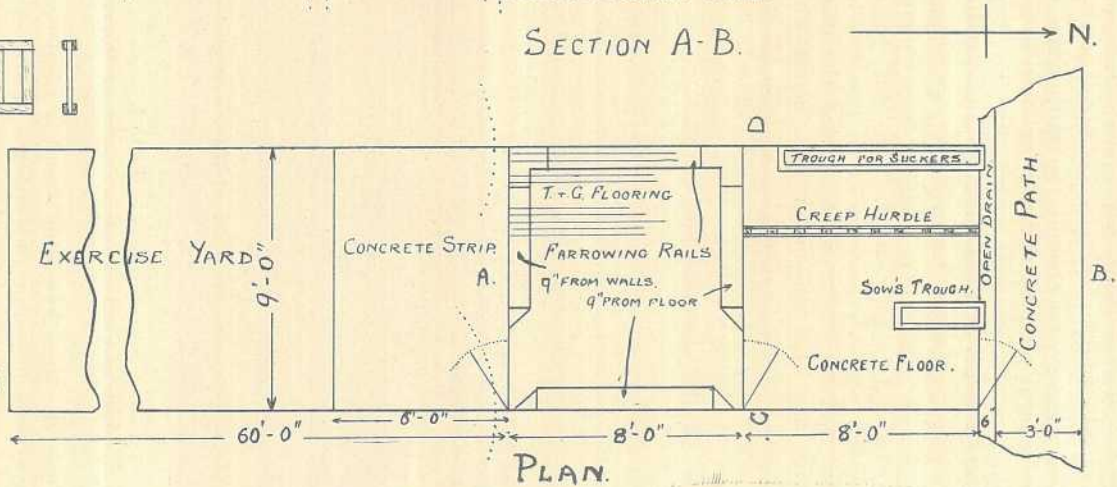 SECTION A-B.
N.
D
TROUGH FOR SUCKERS.
T. & G. FLOORING
CREEP HURDLE
EXERCISE YARD
9'-0"
CONCRETE STRIP.
A.
FARROWING RAILS
9" FROM WALLS.
9" FROM FLOOR
SOW'S TROUGH.
OPEN DRAIN
CONCRETE PATH.
B.
CONCRETE FLOOR.
C.
6'-0"
60'-0"
8'-0"
8'-0"
6"
3'-0"
PLAN.